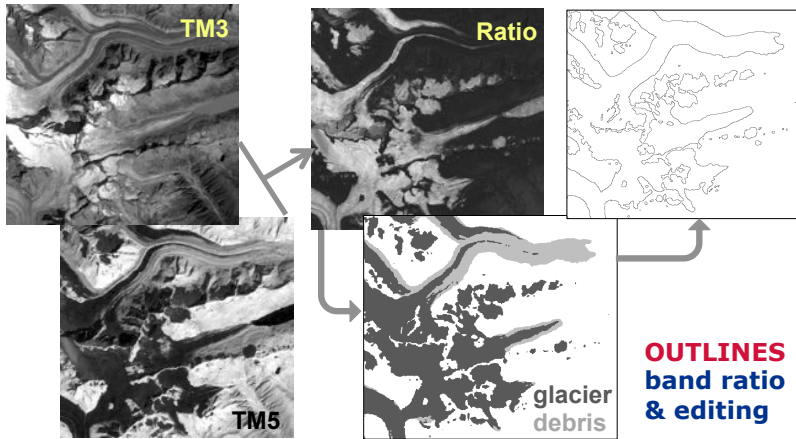 TM3
Ratio
TM5
glacier
debris
OUTLINES
band ratio
& editing